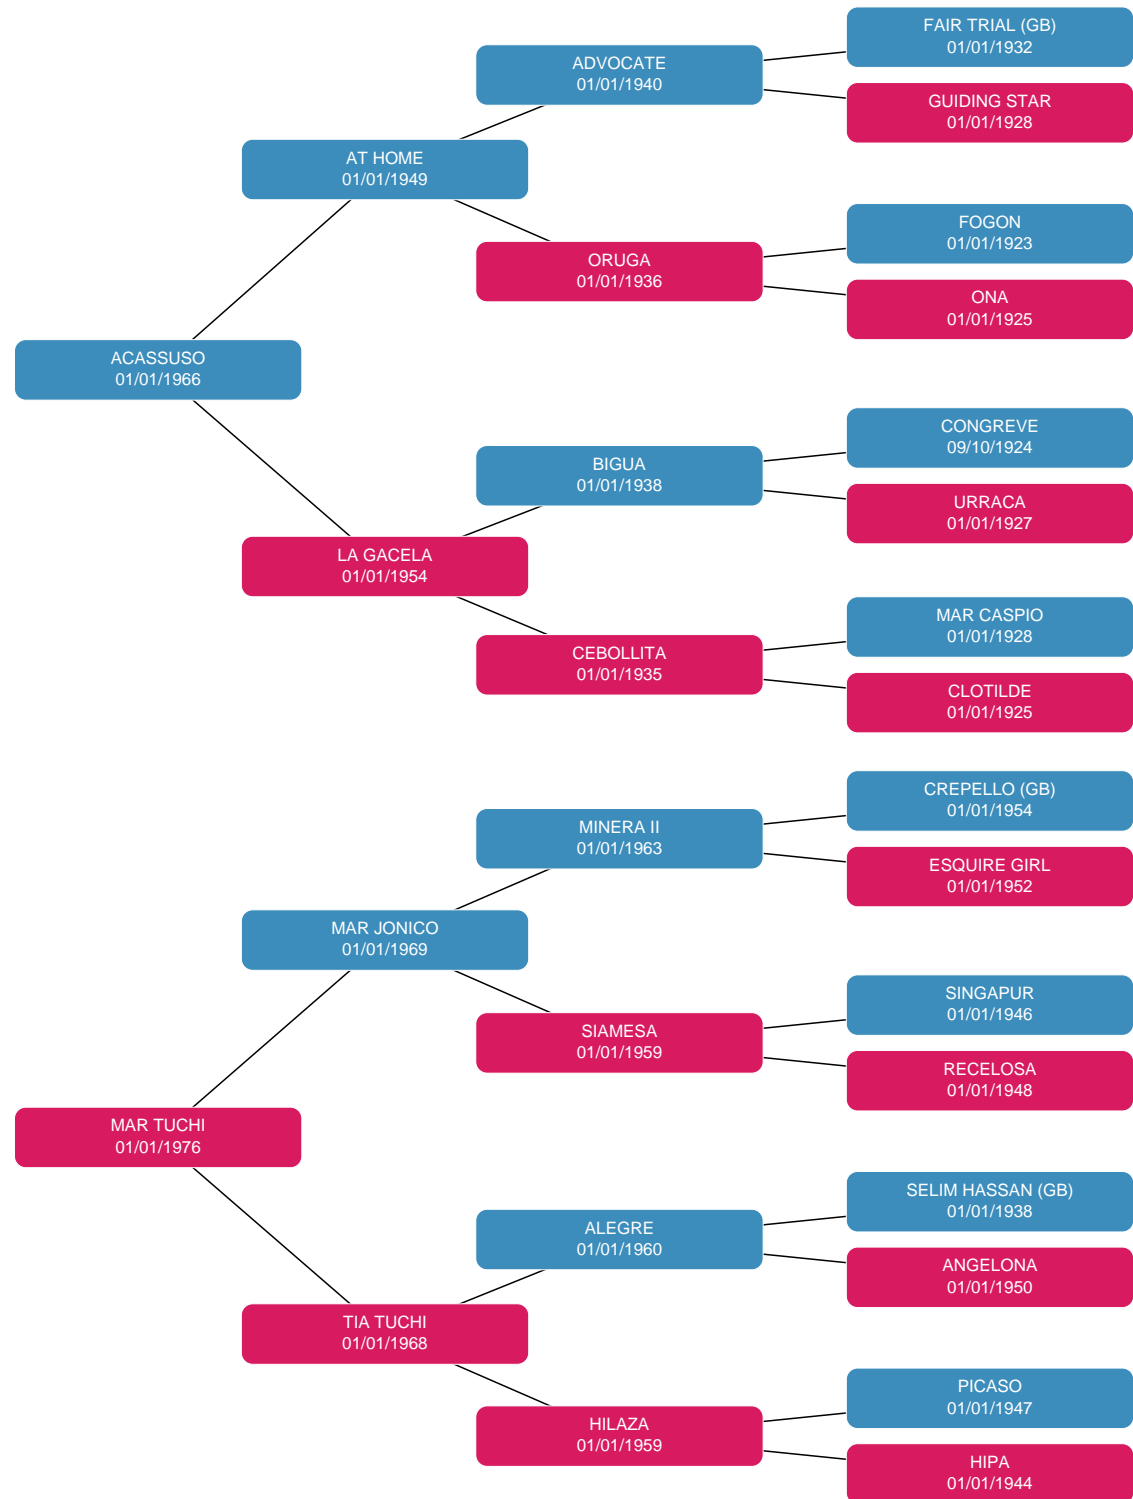 FAIR TRIAL (GB)
01/01/1932
ADVOCATE
01/01/1940
GUIDING STAR
01/01/1928
AT HOME
01/01/1949
FOGON
01/01/1923
ORUGA
01/01/1936
ONA
01/01/1925
ACASSUSO
01/01/1966
CONGREVE
09/10/1924
BIGUA
01/01/1938
URRACA
01/01/1927
LA GACELA
01/01/1954
MAR CASPIO
01/01/1928
CEBOLLITA
01/01/1935
CLOTILDE
01/01/1925
CREPELLO (GB)
01/01/1954
MINERA II
01/01/1963
ESQUIRE GIRL
01/01/1952
MAR JONICO
01/01/1969
SINGAPUR
01/01/1946
SIAMESA
01/01/1959
RECELOSA
01/01/1948
MAR TUCHI
01/01/1976
SELIM HASSAN (GB)
01/01/1938
ALEGRE
01/01/1960
ANGELONA
01/01/1950
TIA TUCHI
01/01/1968
PICASO
01/01/1947
HILAZA
01/01/1959
HIPA
01/01/1944